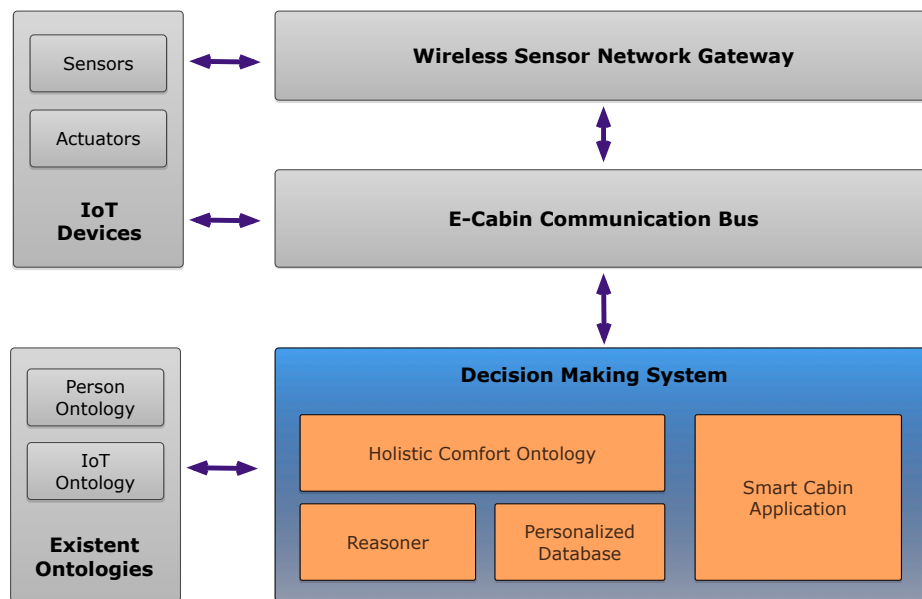 Sensors
Actuators
IoT
Devices
Wireless Sensor Network Gateway
E-Cabin Communication Bus
Person
Ontology
IoT
Ontology
Existent
Ontologies
Decision Making System
Holistic Comfort Ontology
Reasoner
Personalized
Database
Smart Cabin
Application